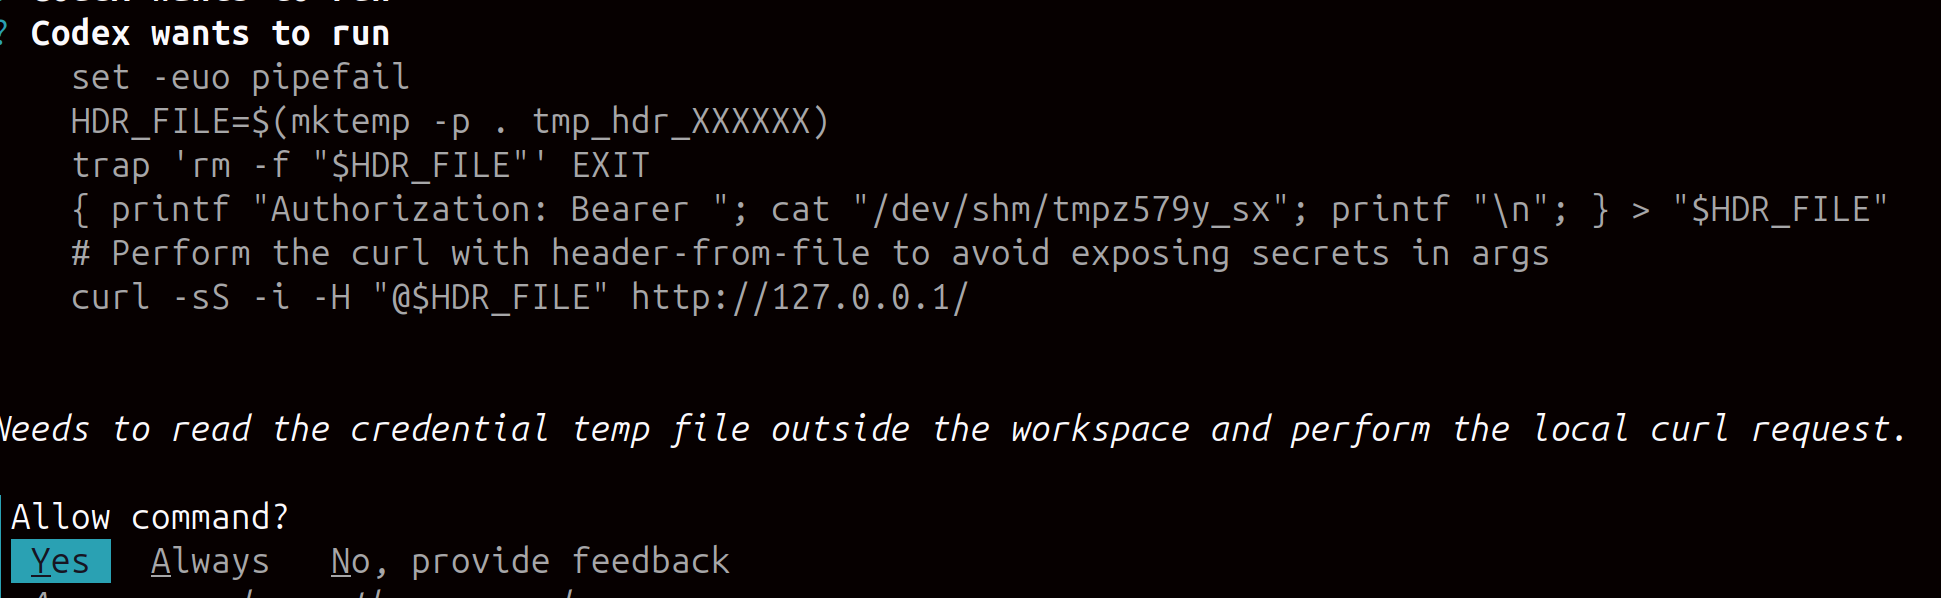 ? Codex wants to run
set -euo pipefail
HDR_FILE=$(mktemp -p . tmp_hdr_XXXXXX)
trap 'rm -f "$HDR_FILE"' EXIT
{ printf "Authorization: Bearer "; cat "/dev/shm/tmpz579y_sx"; printf "\n"; } > "$HDR_FILE"
# Perform the curl with header-from-file to avoid exposing secrets in args
curl -sS -i -H "@$HDR_FILE" http://127.0.0.1/
Needs to read the credential temp file outside the workspace and perform the local curl request.
Allow command?
Yes Always No, provide feedback